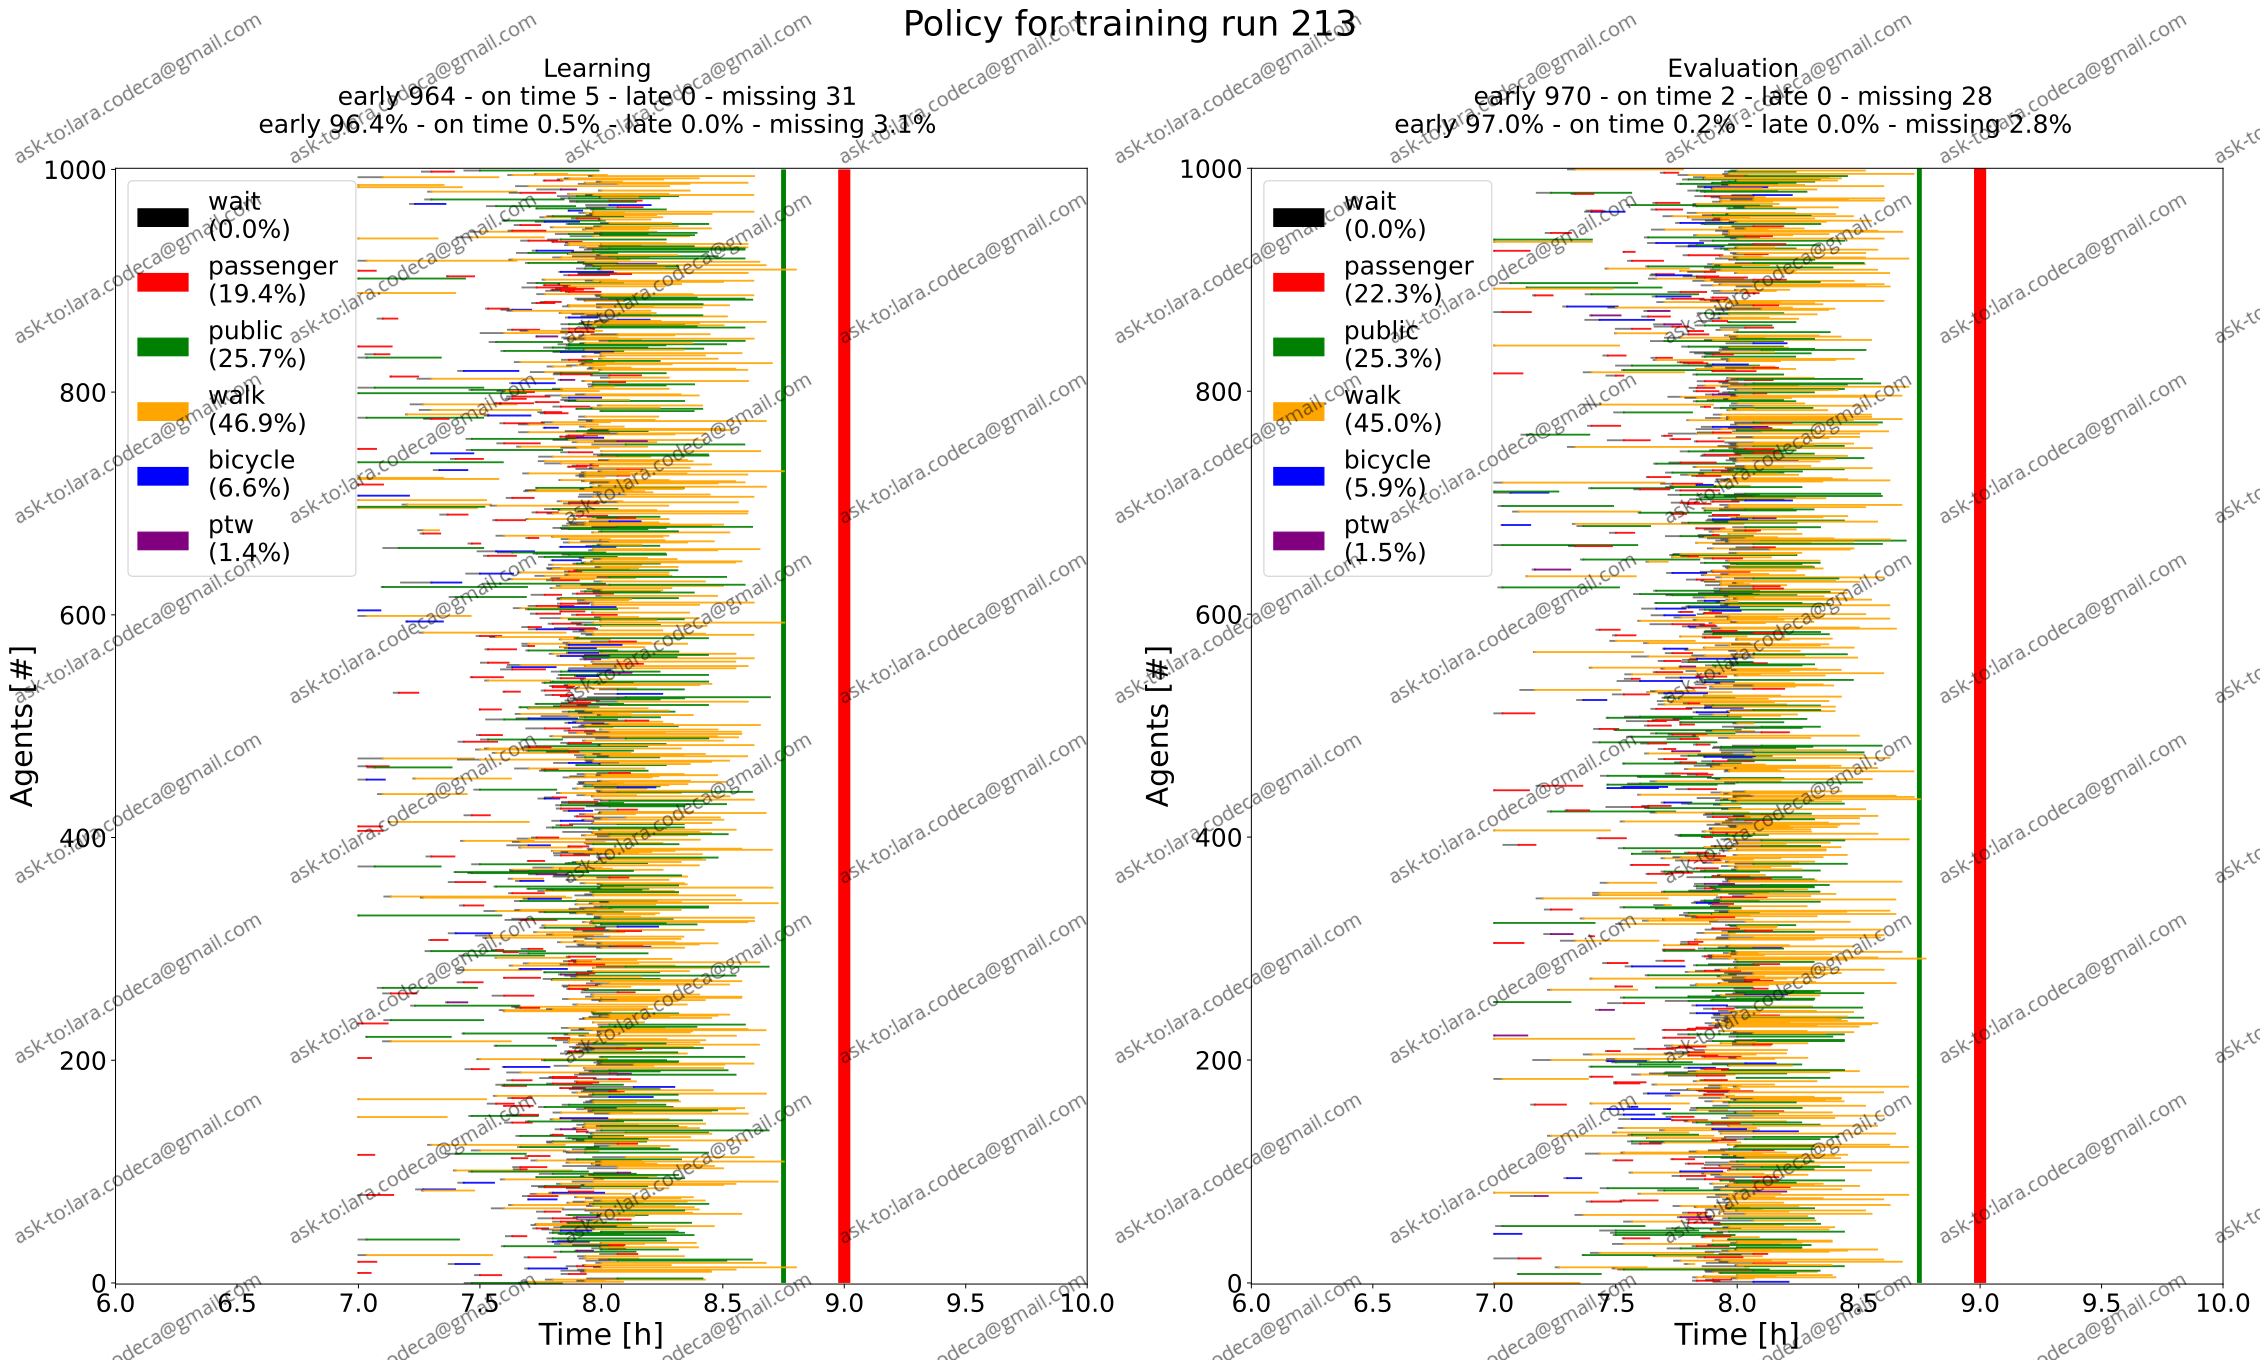 Policy for training run 213
Learning
early 964 - on time 5 - late 0 - missing 31
early 96.4% - on time 0.5% - late 0.0% - missing 3.1%
Evaluation
early 970 - on time 2 - late 0 - missing 28
early 97.0% - on time 0.2% - late 0.0% - missing 2.8%
wait
(0.0%)
passenger
(19.4%)
public
(25.7%)
walk
(46.9%)
bicycle
(6.6%)
ptw
(1.4%)
1000
800
600
400
200
0
Agents [#]
6.0 6.5 7.0 7.5 8.0 8.5 9.0 9.5 10.0
Time [h]
wait
(0.0%)
passenger
(22.3%)
public
(25.3%)
walk
(45.0%)
bicycle
(5.9%)
ptw
(1.5%)
1000
800
600
400
200
0
Agents [#]
6.0 6.5 7.0 7.5 8.0 8.5 9.0 9.5 10.0
Time [h]
ask-to:lara.codeca@gmail.com